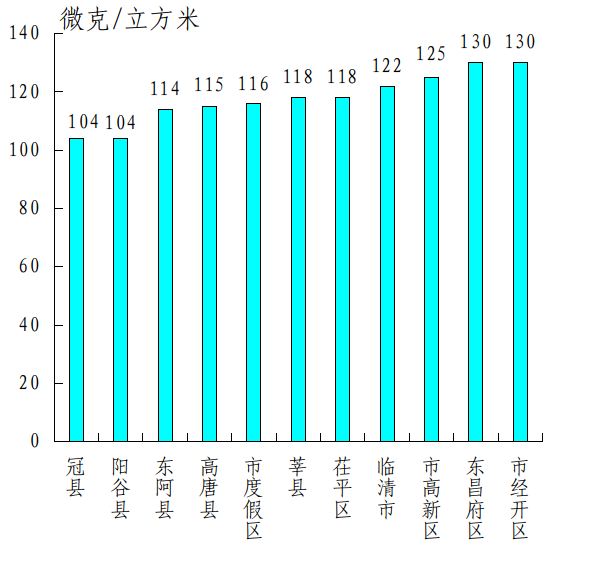 微克/立方米
140
120
100
80
60
40
20
0
104
104
114
115
116
118
118
122
125
130
130
冠县
阳谷县
东阿县
高唐县
市度假区
莘县
茌平区
临清市
市高新区
东昌府区
市经开区